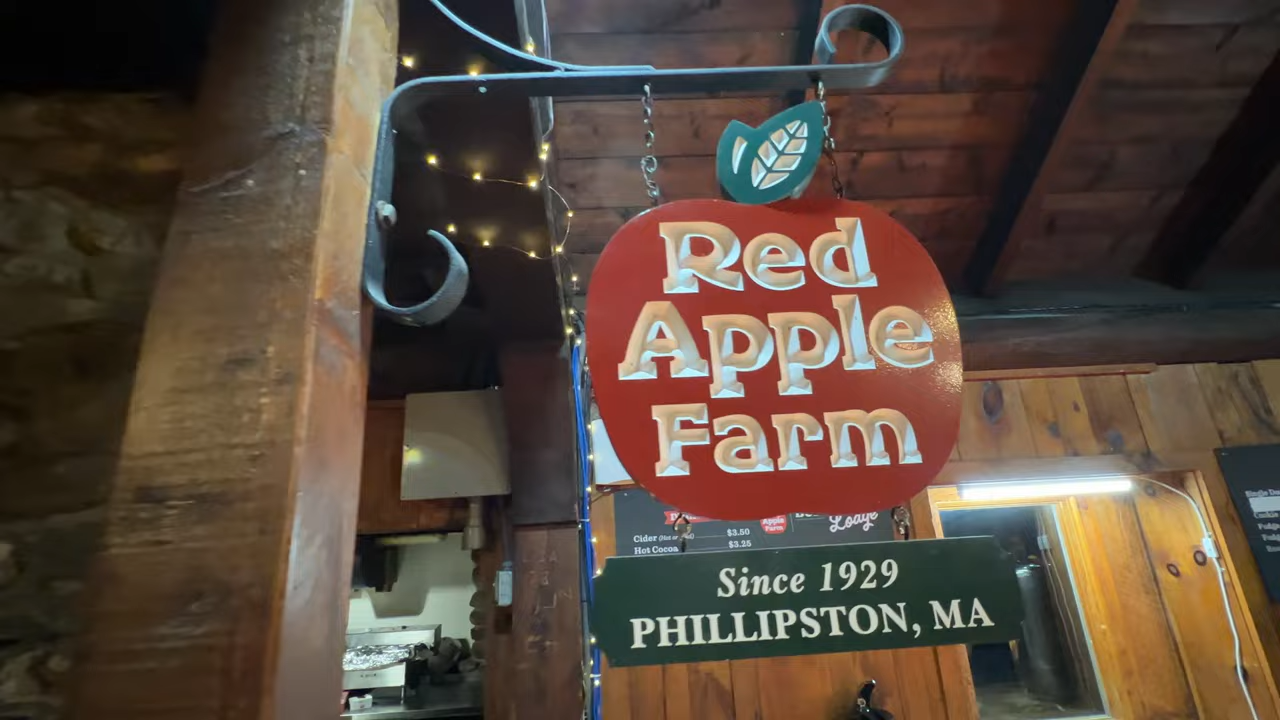 Red
Apple
Farm
Lodge
Cider
$3.50
Hot Cocoa
$3.25
Since 1929
PHILLIPSTON, MA